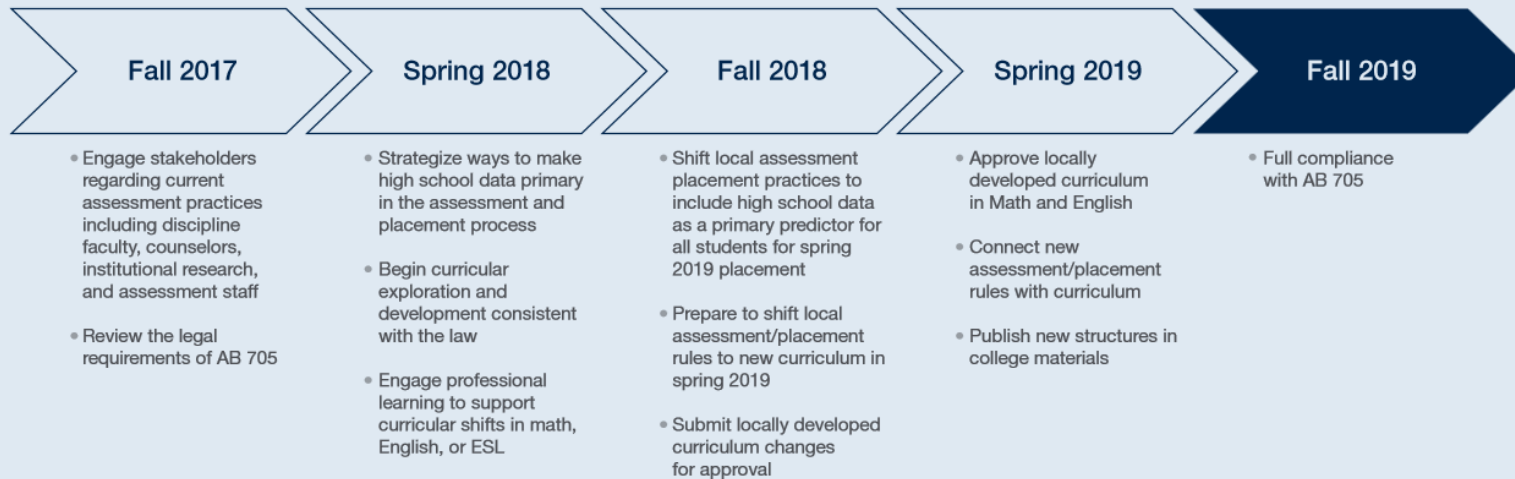 Fall 2017
• Engage stakeholders
regarding current
assessment practices
including discipline
faculty, counselors,
institutional research,
and assessment staff
• Review the legal
requirements of AB 705
Spring 2018
• Strategize ways to make
high school data primary
in the assessment and
placement process
• Begin curricular
exploration and
development consistent
with the law
• Engage professional
learning to support
curricular shifts in math,
English, or ESL
Fall 2018
• Shift local assessment
placement practices to
include high school data
as a primary predictor for
all students for spring
2019 placement
• Prepare to shift local
assessment/placement
rules to new curriculum in
spring 2019
• Submit locally developed
curriculum changes
for approval
Spring 2019
• Approve locally
developed curriculum
in Math and English
• Connect new
assessment/placement
rules with curriculum
• Publish new structures in
college materials
Fall 2019
• Full compliance
with AB 705